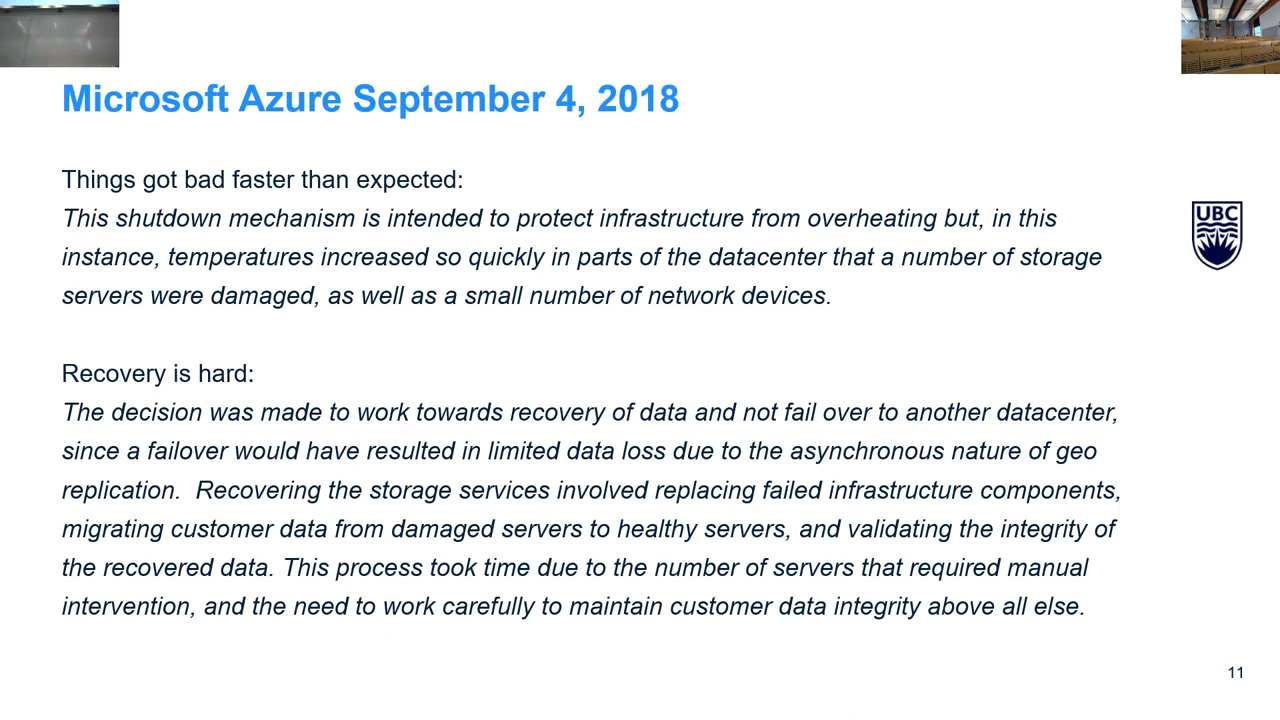 Microsoft Azure September 4, 2018
Things got bad faster than expected:
This shutdown mechanism is intended to protect infrastructure from overheating but, in this
instance, temperatures increased so quickly in parts of the datacenter that a number of storage
servers were damaged, as well as a small number of network devices.
UBC
Recovery is hard:
The decision was made to work towards recovery of data and not fail over to another datacenter,
since a failover would have resulted in limited data loss due to the asynchronous nature of geo
replication.  Recovering the storage services involved replacing failed infrastructure components,
migrating customer data from damaged servers to healthy servers, and validating the integrity of
the recovered data. This process took time due to the number of servers that required manual
intervention, and the need to work carefully to maintain customer data integrity above all else.
11